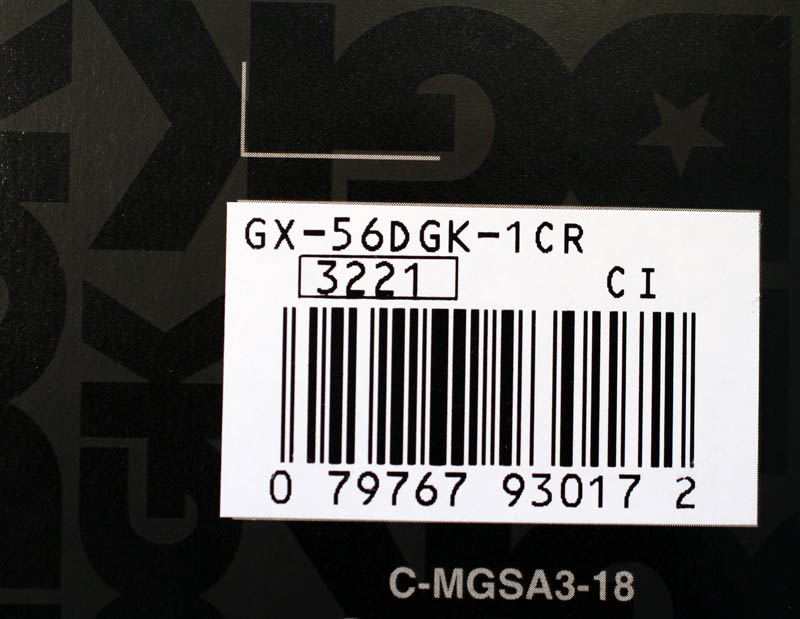 GX-56DGK-1CR
3221
CI
0 79767 93017 2
C-MGSA3-18